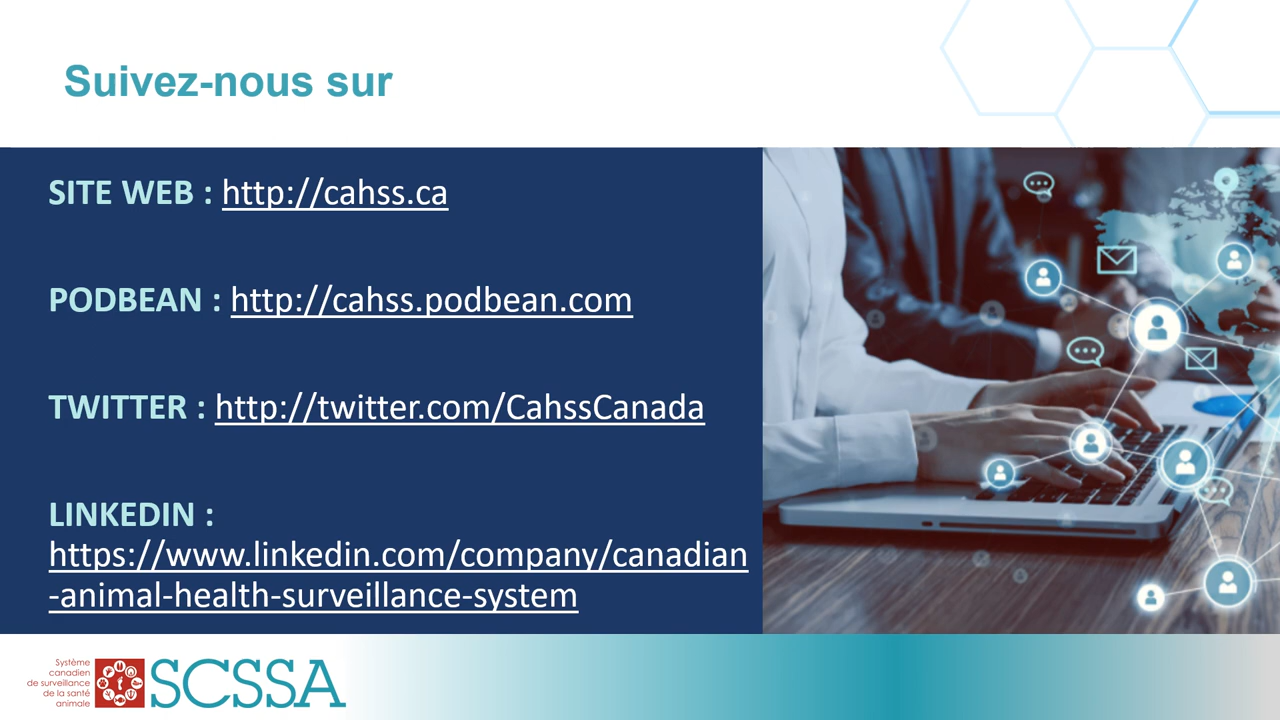 Suivez-nous sur
SITE WEB : http://cahss.ca
PODBEAN : http://cahss.podbean.com
TWITTER : http://twitter.com/CahssCanada
LINKEDIN :
https://www.linkedin.com/company/canadian
-animal-health-surveillance-system
Système
canadien
de surveillance
de la santé
animale
SCSSA